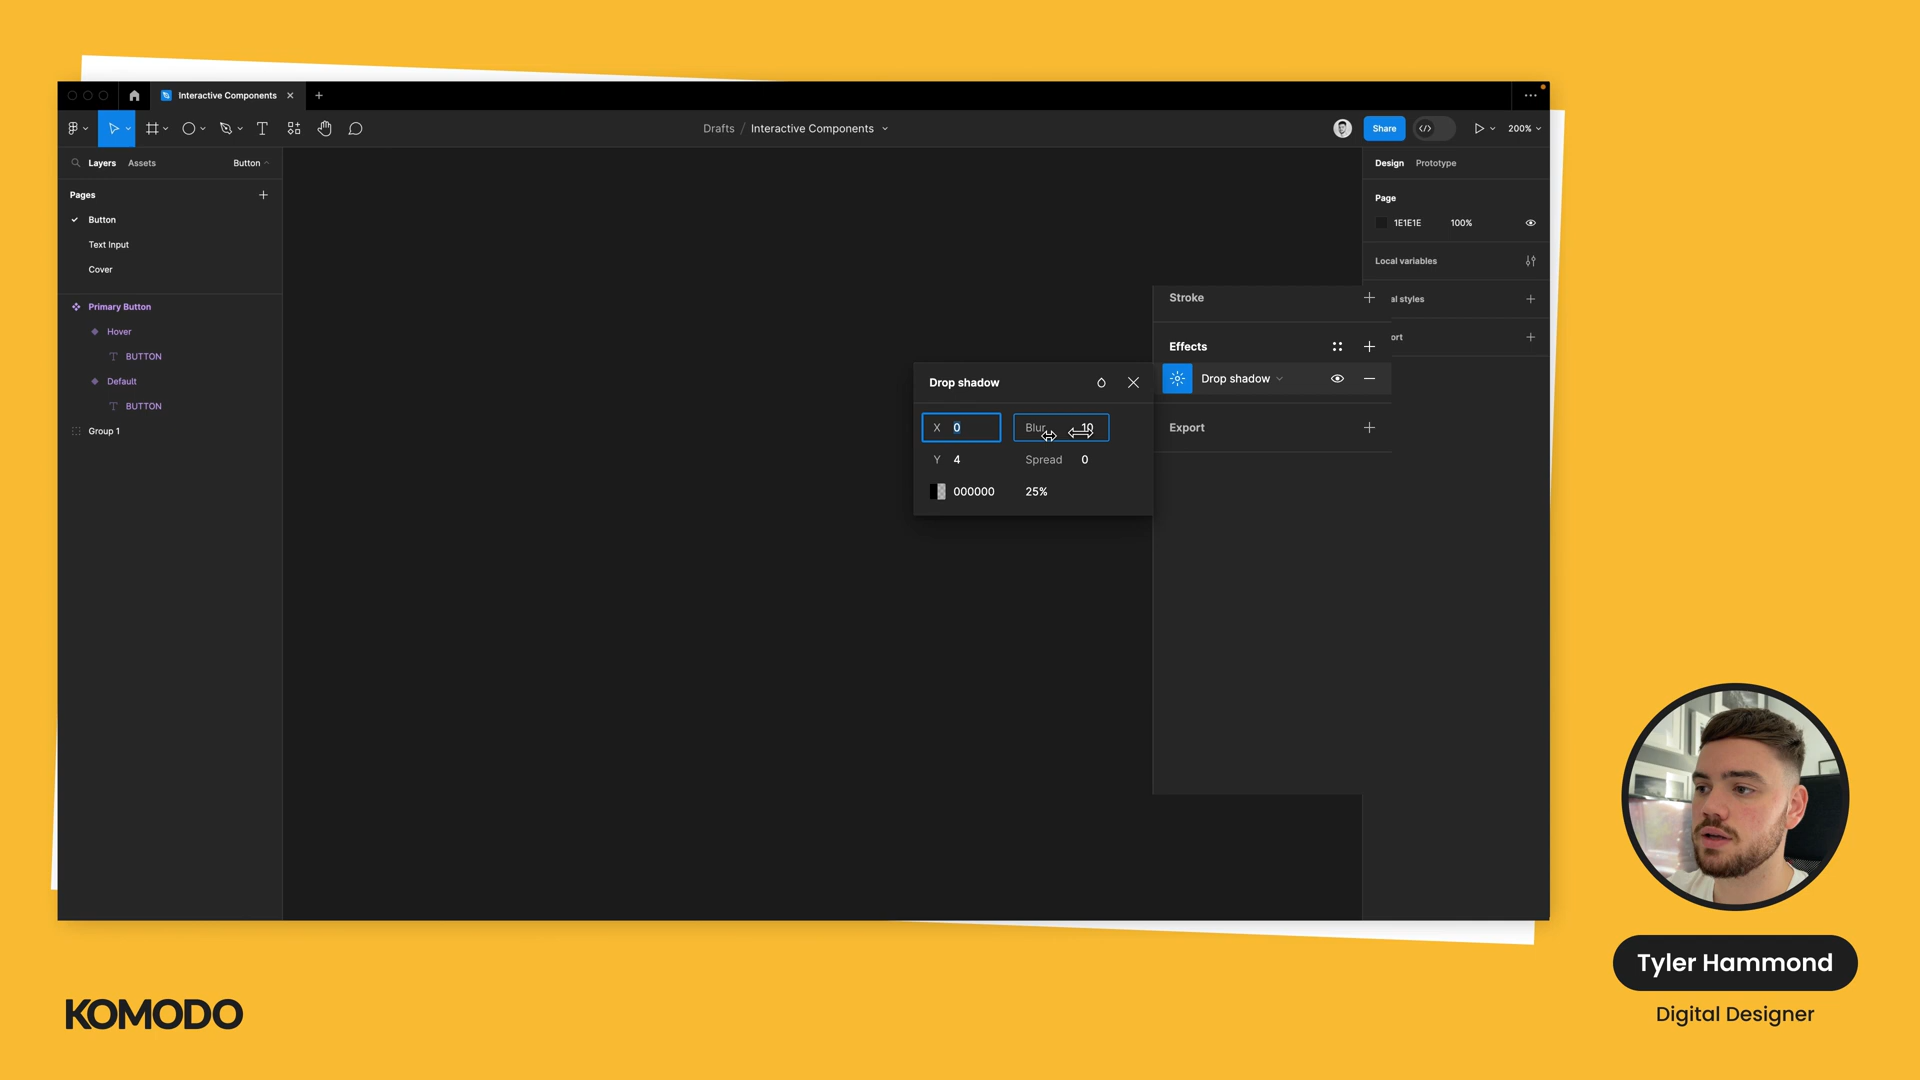 Interactive Components
Drafts / Interactive Components
Share
200%
Layers
Assets
Button
Design
Prototype
Pages
Button
Text Input
Cover
Primary Button
Hover
BUTTON
Default
BUTTON
Group 1
Page
1E1E1E
100%
Local variables
al styles
ort
Stroke
Effects
Drop shadow
Export
Drop shadow
X 0
Blur 10
Y 4
Spread 0
000000
25%
Tyler Hammond
Digital Designer
KOMODO